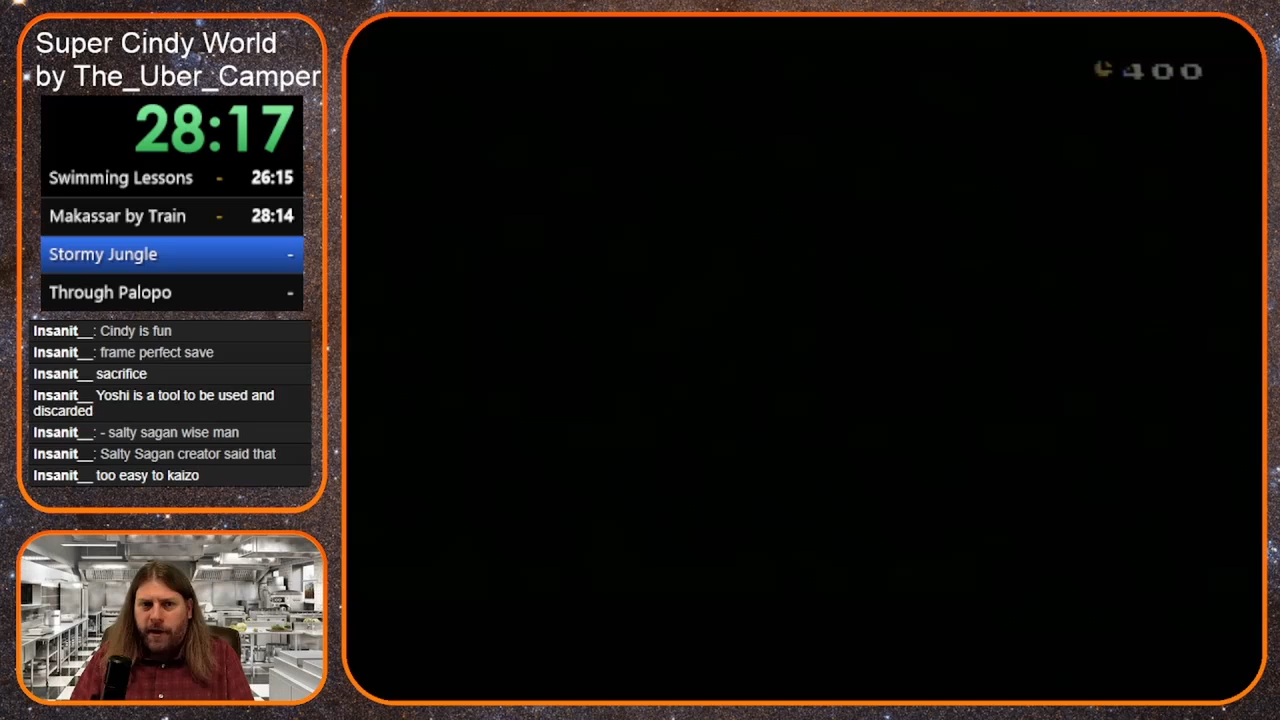 Super Cindy World
by The_Uber_Camper
28:17
Swimming Lessons - 26:15
Makassar by Train - 28:14
Stormy Jungle -
Through Palopo -
Insanit__: Cindy is fun
Insanit__: frame perfect save
Insanit__ sacrifice
Insanit__ Yoshi is a tool to be used and
discarded
Insanit__: - salty sagan wise man
Insanit__: Salty Sagan creator said that
Insanit__ too easy to kaizo
400